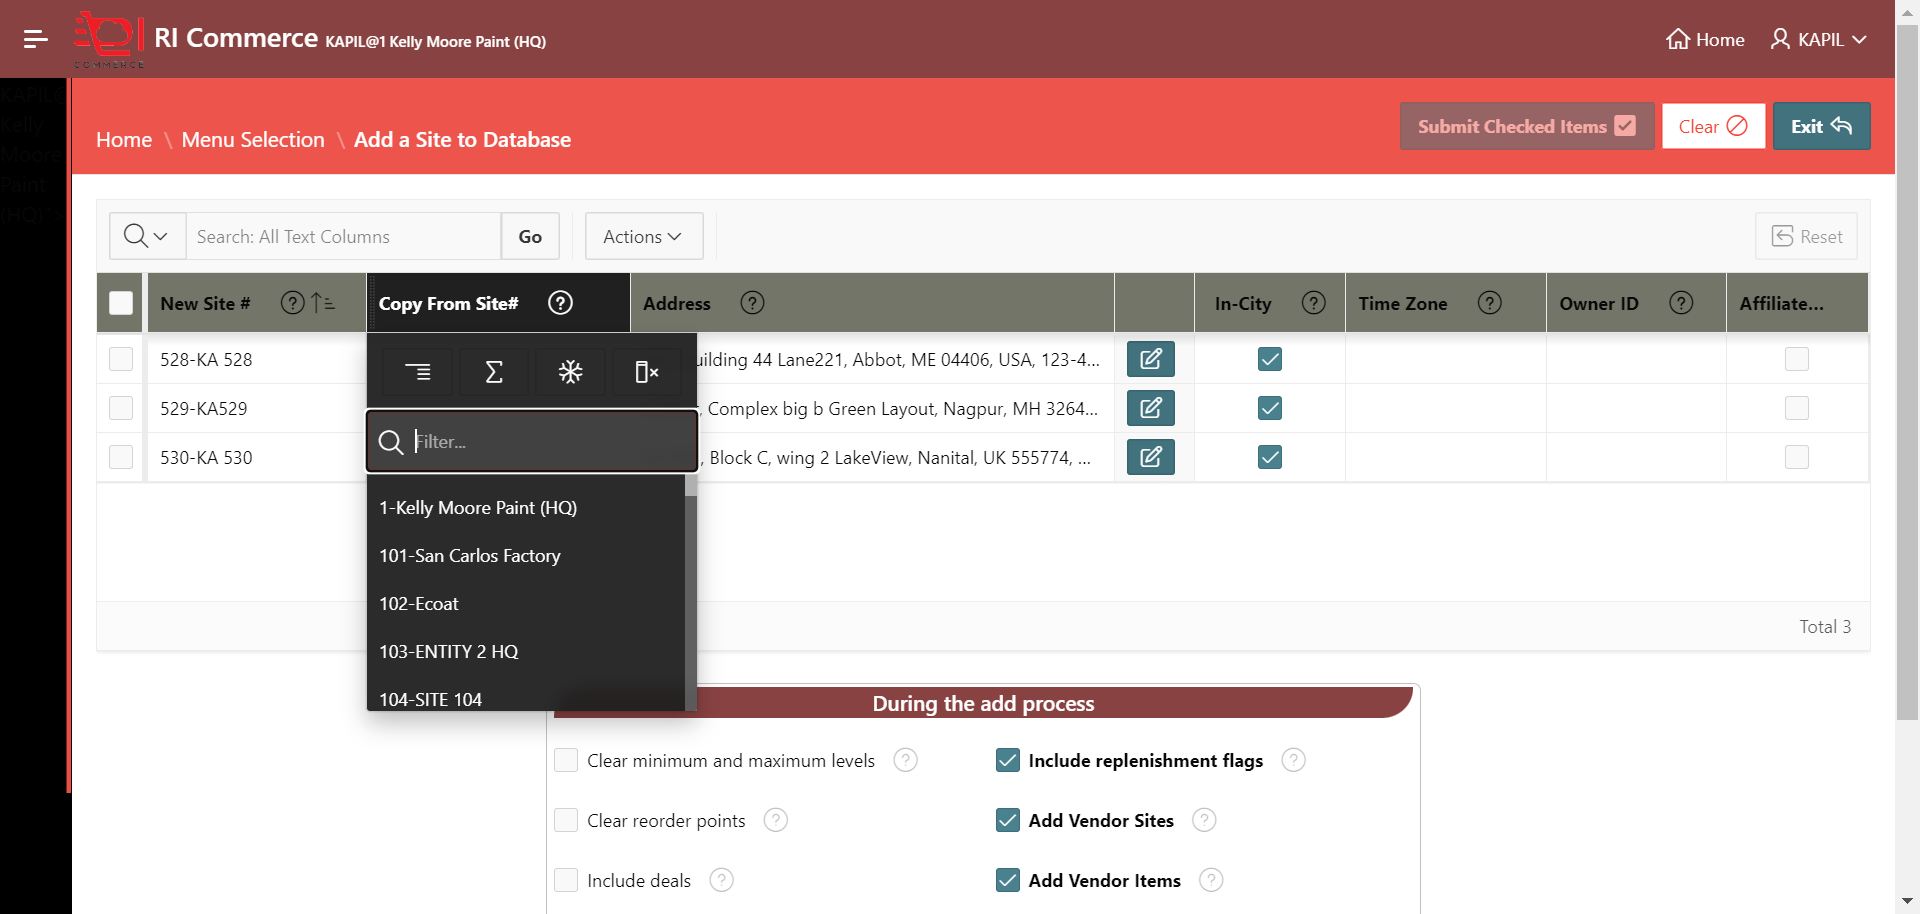 RI Commerce KAPIL@1 Kelly Moore Paint (HQ)
COMMERCE
Home
KAPIL
KAPIL@
Kelly
Moore
Paint
(HQ)
Home \ Menu Selection \ Add a Site to Database
Submit Checked Items
Clear
Exit
Search: All Text Columns
Go
Actions
Reset
New Site #
Copy From Site#
Address
In-City
Time Zone
Owner ID
Affiliate...
528-KA 528
uilding 44 Lane221, Abbot, ME 04406, USA, 123-4...
529-KA529
, Complex big b Green Layout, Nagpur, MH 3264...
530-KA 530
, Block C, wing 2 LakeView, Nanital, UK 555774, ...
Filter...
1-Kelly Moore Paint (HQ)
101-San Carlos Factory
102-Ecoat
103-ENTITY 2 HQ
104-SITE 104
Total 3
During the add process
Clear minimum and maximum levels
Include replenishment flags
Clear reorder points
Add Vendor Sites
Include deals
Add Vendor Items